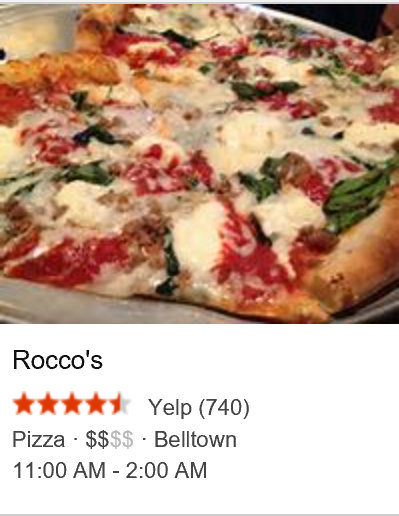 Rocco's
Yelp (740)
Pizza · $$$$ · Belltown
11:00 AM - 2:00 AM